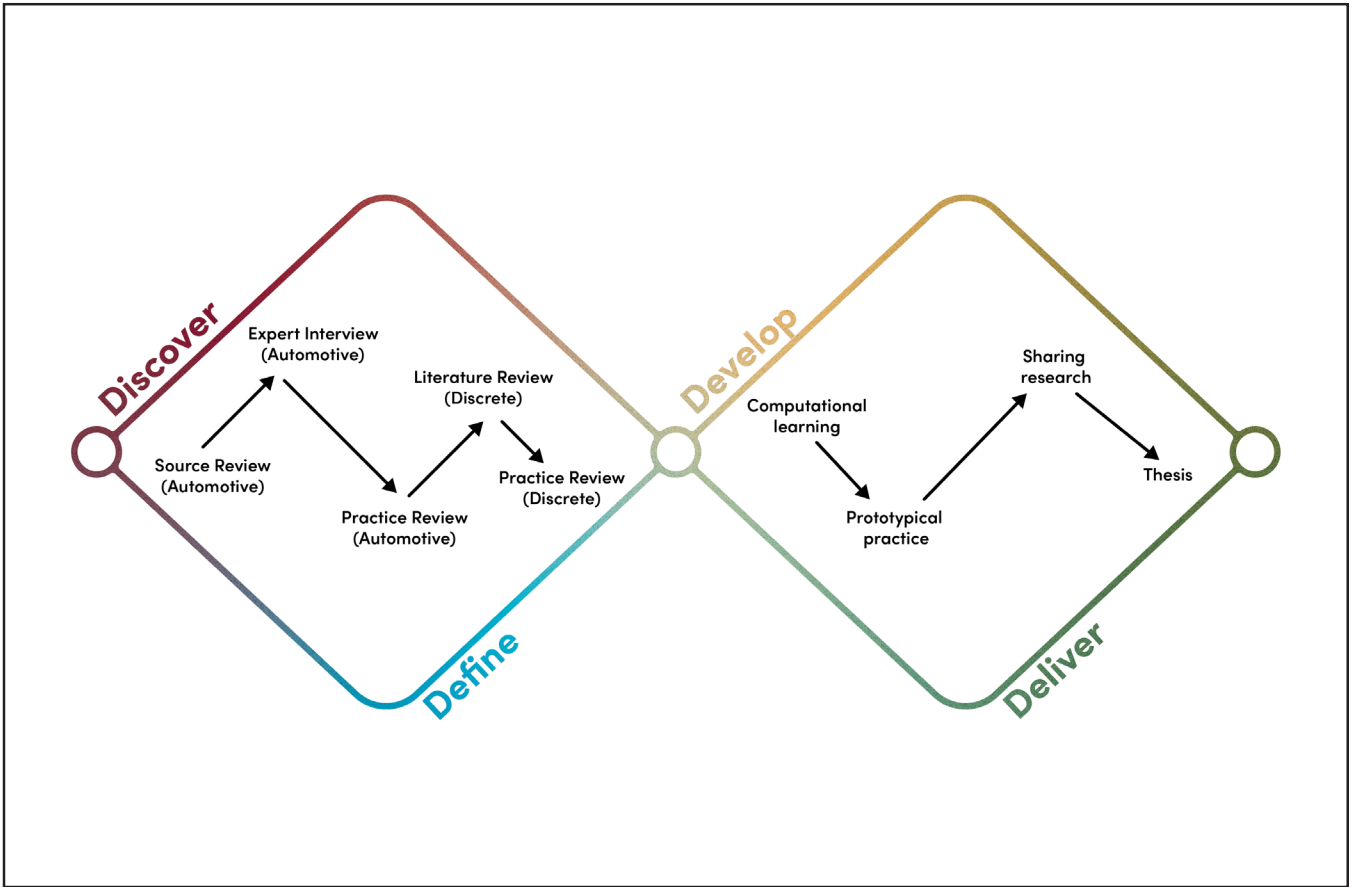 Discover
Expert Interview
(Automotive)
Source Review
(Automotive)
Practice Review
(Automotive)
Literature Review
(Discrete)
Practice Review
(Discrete)
Define
Develop
Computational
learning
Prototypical
practice
Sharing
research
Thesis
Deliver